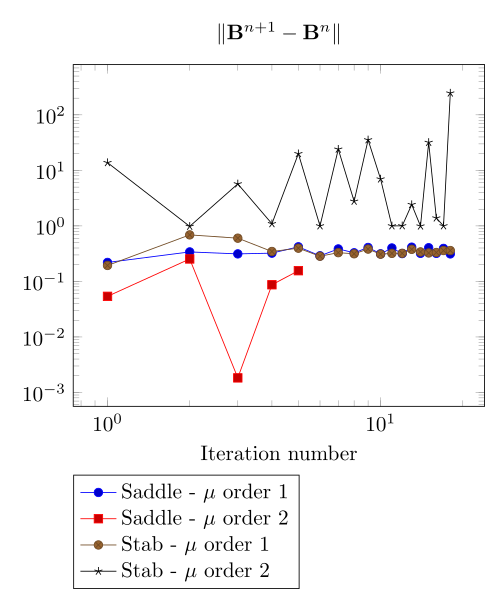 ‖B^{n+1} − B^n‖
10^2
10^1
10^0
10^−1
10^−2
10^−3
10^0 10^1
Iteration number
Saddle - μ order 1
Saddle - μ order 2
Stab - μ order 1
Stab - μ order 2